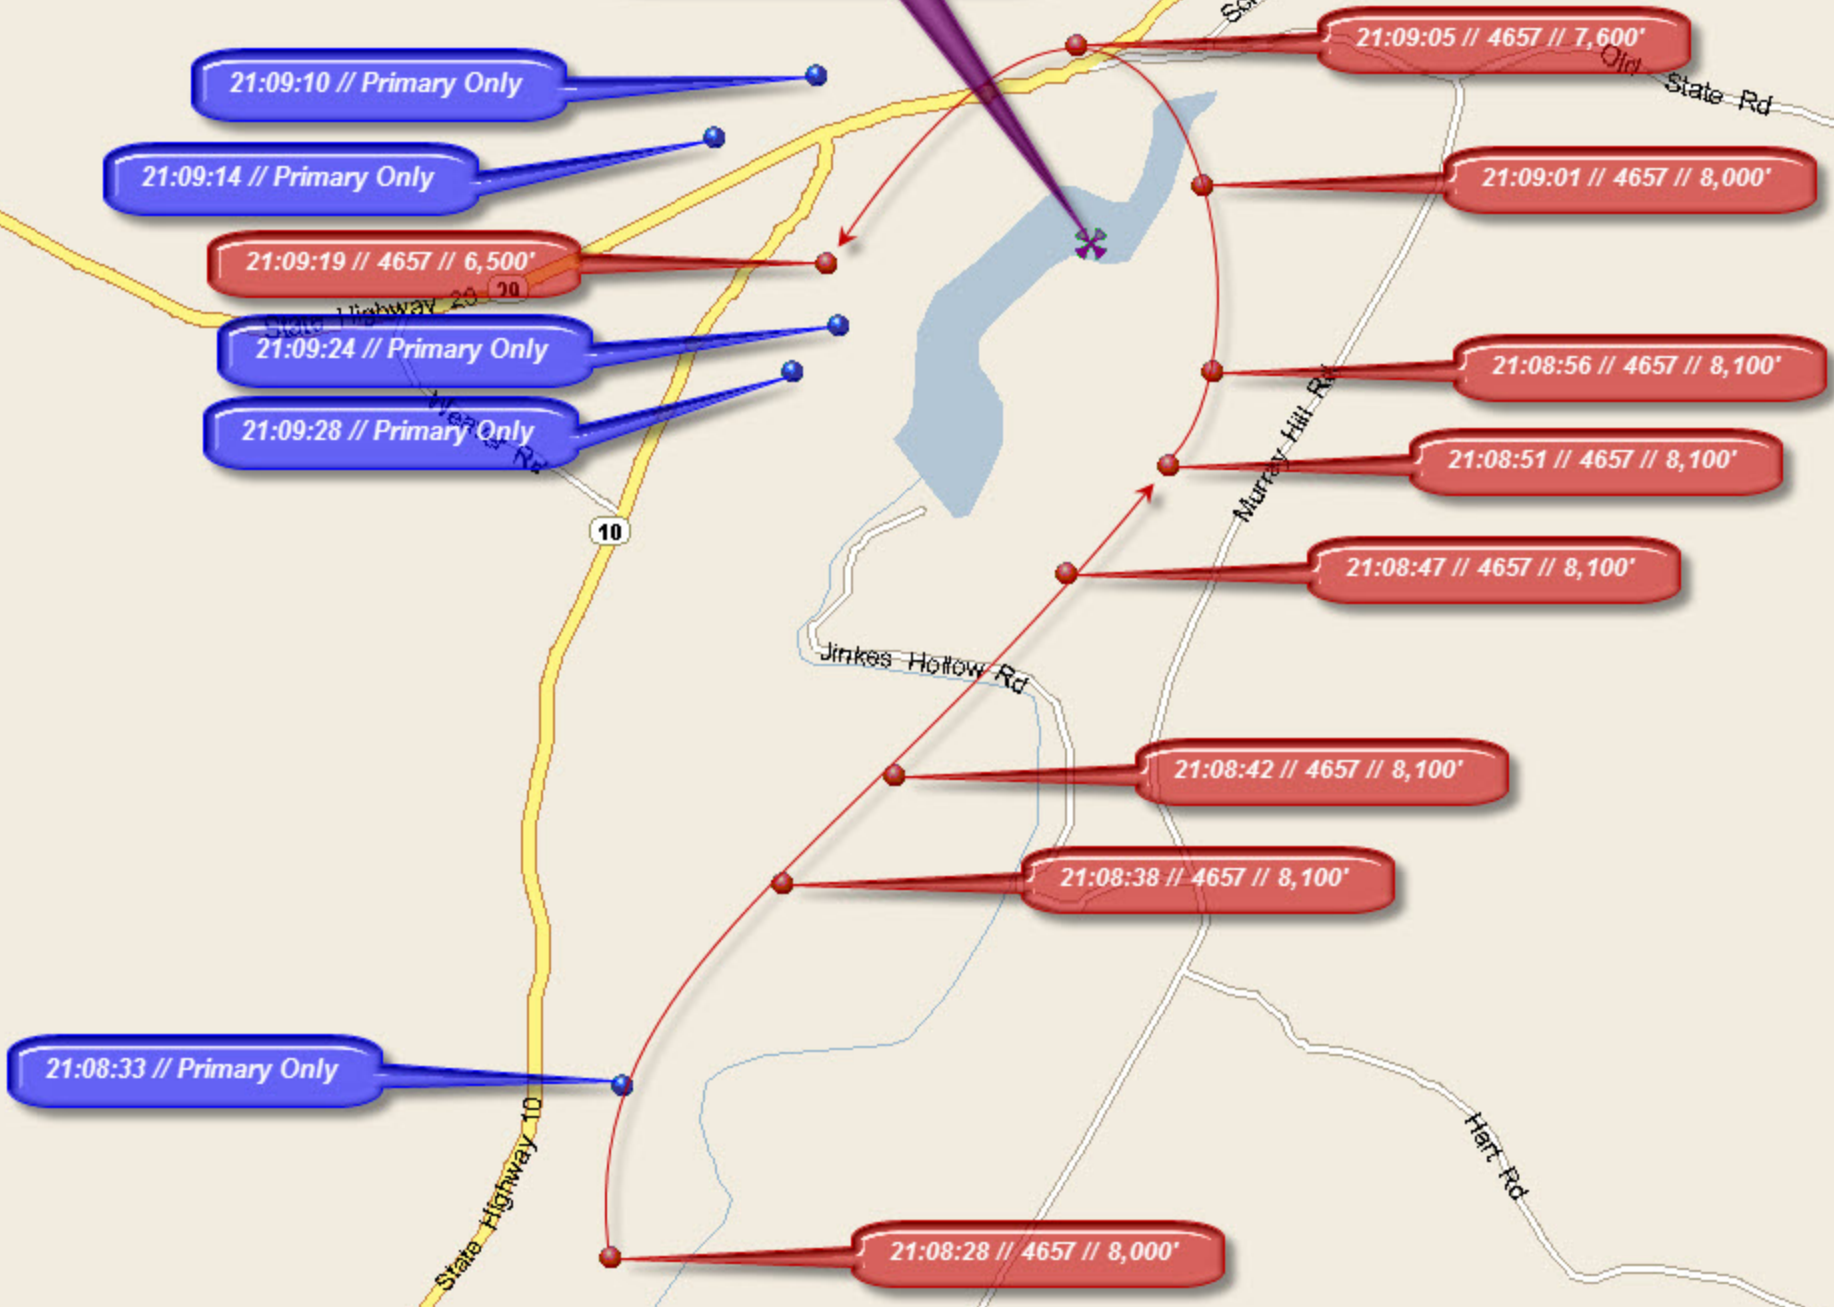 Sch
21:09:05 // 4657 // 7,600'
Old State Rd
21:09:10 // Primary Only
21:09:14 // Primary Only
21:09:01 // 4657 // 8,000'
21:09:19 // 4657 // 6,500'
20
State Highway 20
21:09:24 // Primary Only
21:08:56 // 4657 // 8,100'
21:09:28 // Primary Only
Weaver Rd
Murray Hill Rd
21:08:51 // 4657 // 8,100'
10
21:08:47 // 4657 // 8,100'
Jinkes Hollow Rd
21:08:42 // 4657 // 8,100'
21:08:38 // 4657 // 8,100'
21:08:33 // Primary Only
State Highway 10
Hart Rd
21:08:28 // 4657 // 8,000'